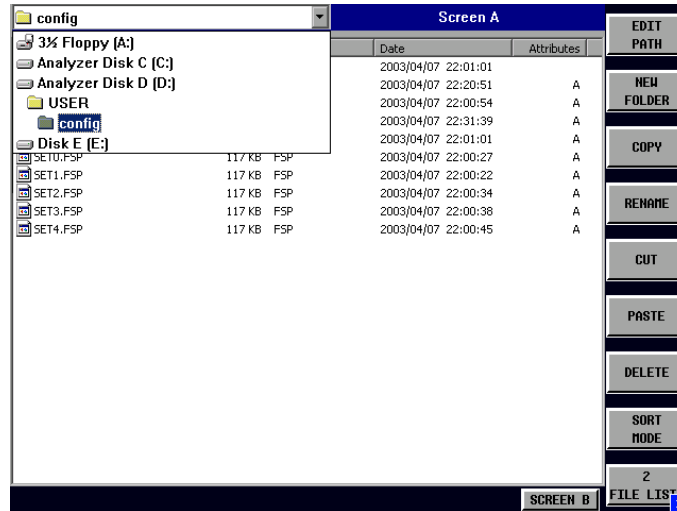 config
Screen A
3½ Floppy (A:)
Analyzer Disk C (C:)
Analyzer Disk D (D:)
USER
config
Disk E (E:)
Date Attributes
2003/04/07 22:01:01
2003/04/07 22:20:51 A
2003/04/07 22:00:54 A
2003/04/07 22:31:39 A
2003/04/07 22:01:01 A
SET0.FSP 117 KB FSP 2003/04/07 22:00:27 A
SET1.FSP 117 KB FSP 2003/04/07 22:00:22 A
SET2.FSP 117 KB FSP 2003/04/07 22:00:34 A
SET3.FSP 117 KB FSP 2003/04/07 22:00:38 A
SET4.FSP 117 KB FSP 2003/04/07 22:00:45 A
EDIT
PATH
NEW
FOLDER
COPY
RENAME
CUT
PASTE
DELETE
SORT
MODE
2
FILE LIST
SCREEN B